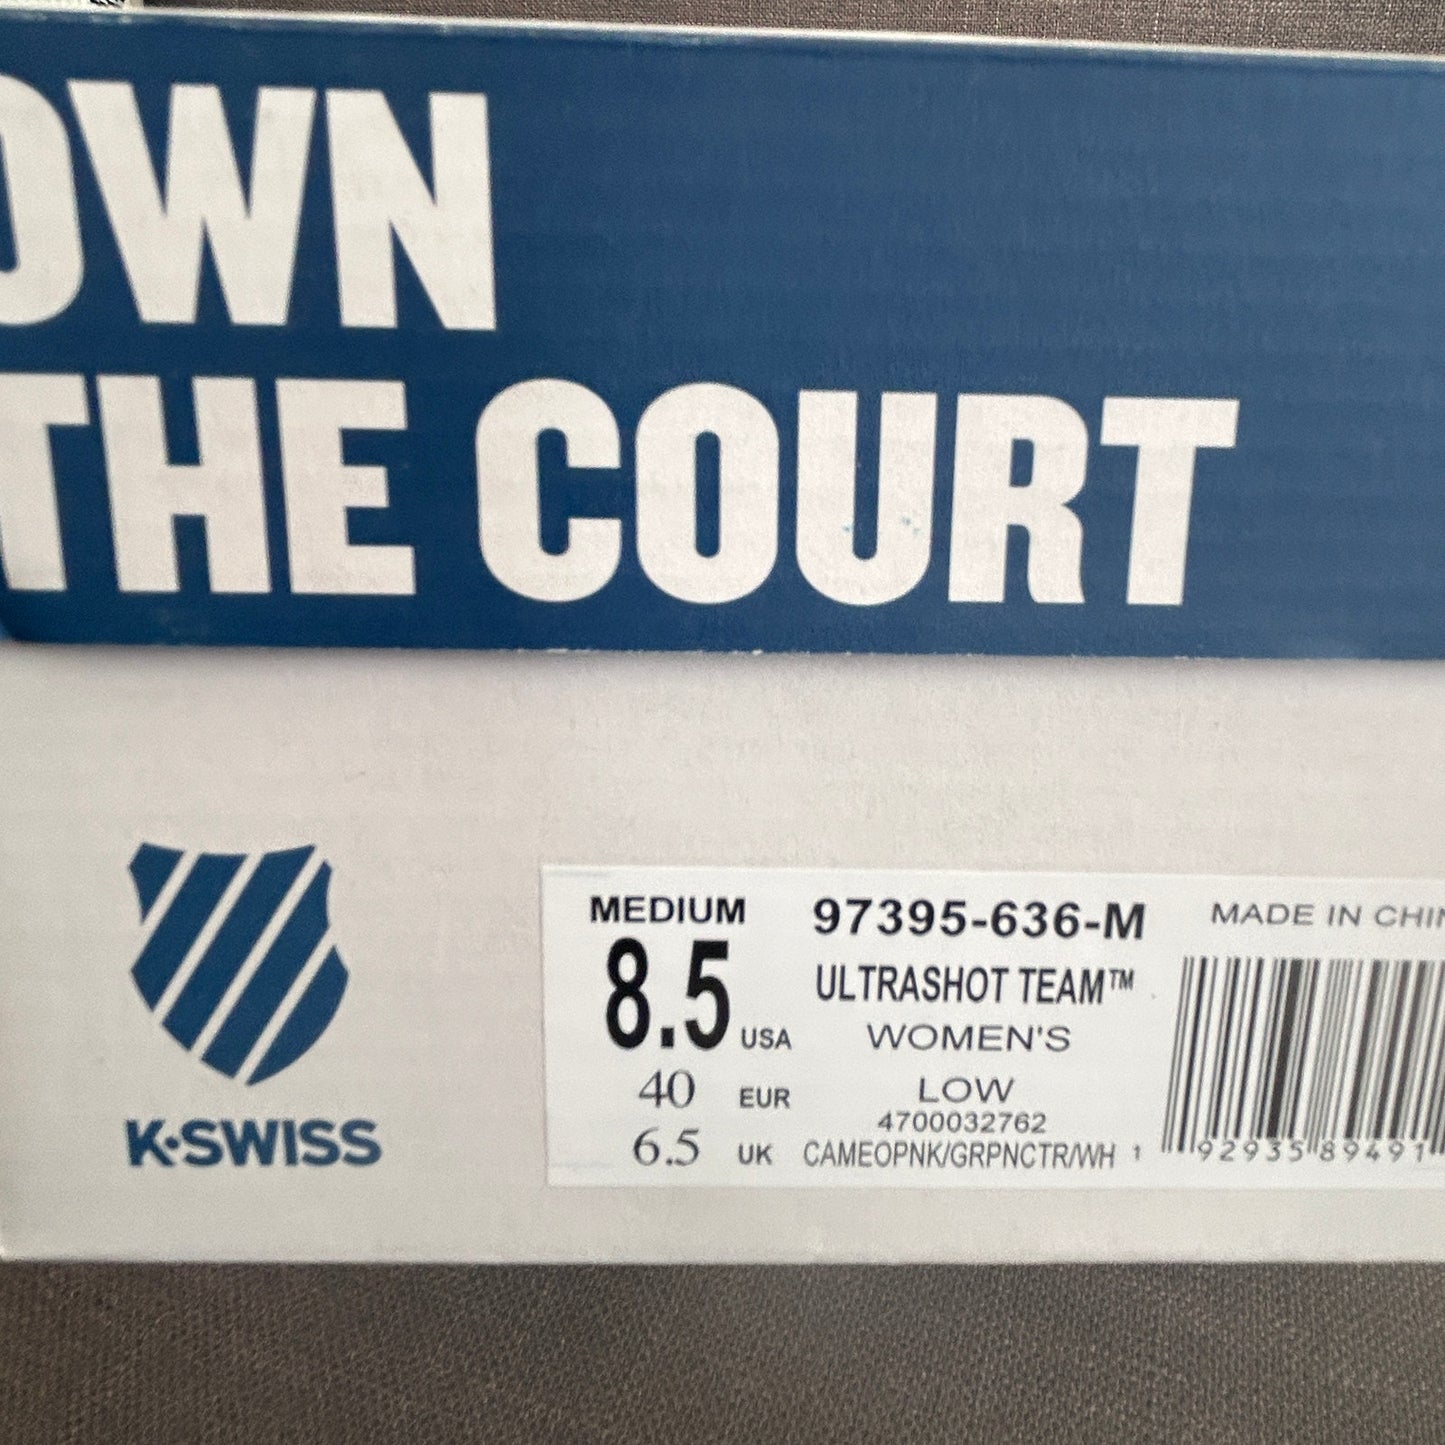 OWN
THE COURT
K·SWISS
MEDIUM
8.5 USA
40 EUR
6.5 UK
97395-636-M
ULTRASHOT TEAM™
WOMEN'S
LOW
4700032762
CAMEOPNK/GRPNCTR/WH 1
MADE IN CHIN
92935 89491